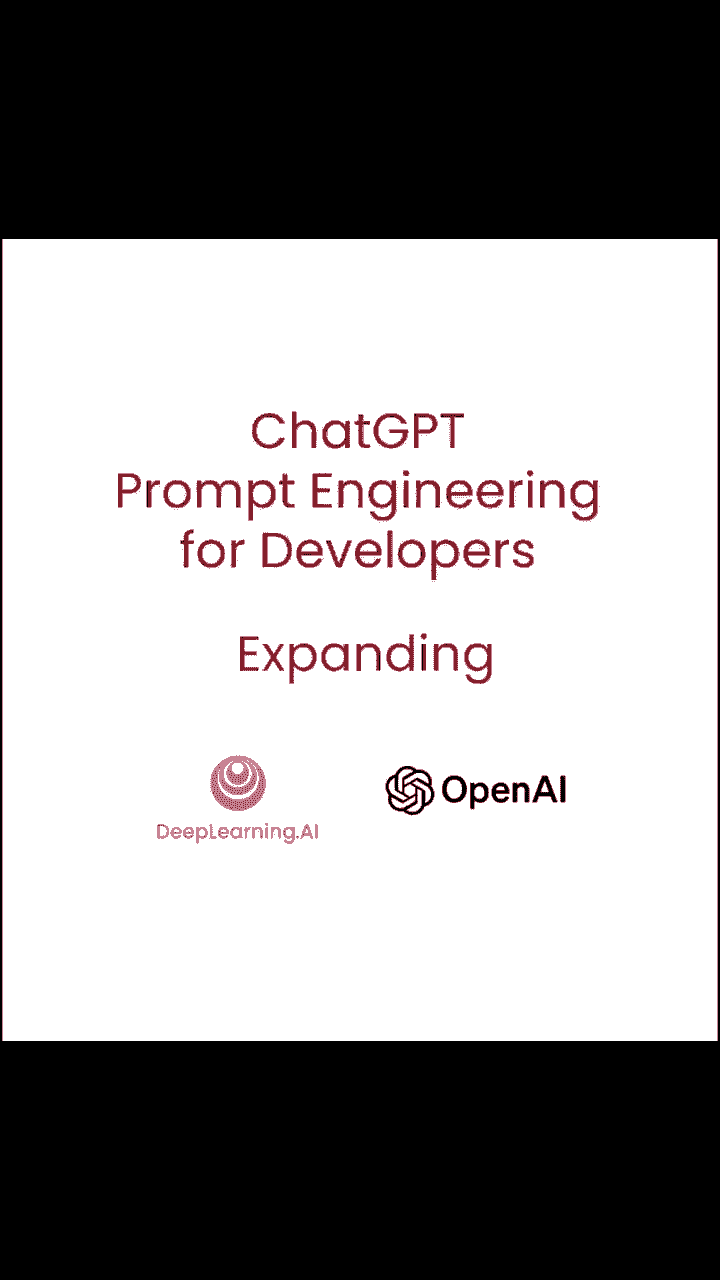 ChatGPT
Prompt Engineering
for Developers
Expanding
DeepLearning.AI
OpenAI